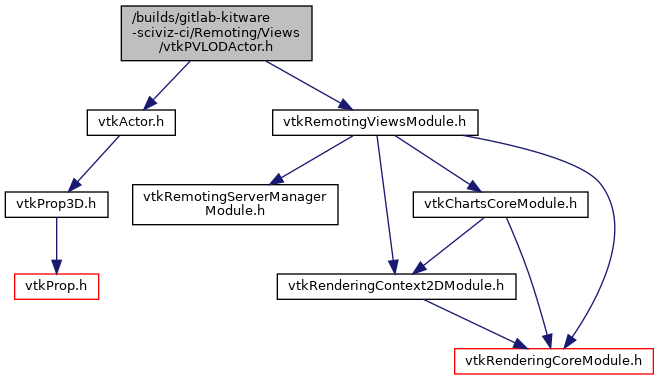 /builds/gitlab-kitware
-sciviz-ci/Remoting/Views
/vtkPVLODActor.h
vtkActor.h
vtkRemotingViewsModule.h
vtkProp3D.h
vtkRemotingServerManager
Module.h
vtkChartsCoreModule.h
vtkProp.h
vtkRenderingContext2DModule.h
vtkRenderingCoreModule.h